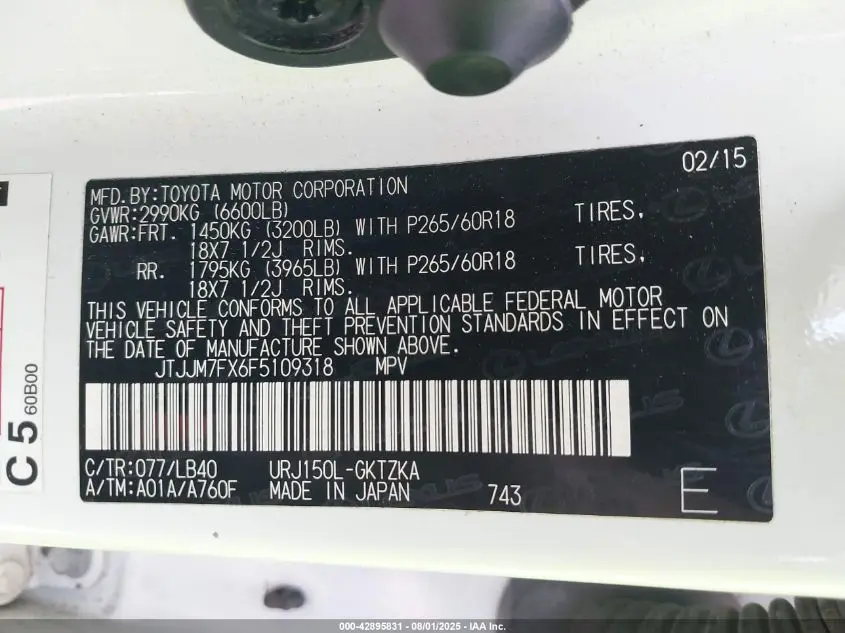 02/15
MFD.BY:TOYOTA MOTOR CORPORATION
GVWR:2990KG (6600LB)
GAWR:FRT. 1450KG (3200LB) WITH P265/60R18 TIRES,
18X7 1/2J RIMS.
RR. 1795KG (3965LB) WITH P265/60R18 TIRES,
18X7 1/2J RIMS.
THIS VEHICLE CONFORMS TO ALL APPLICABLE FEDERAL MOTOR
VEHICLE SAFETY AND THEFT PREVENTION STANDARDS IN EFFECT ON
THE DATE OF MANUFACTURE SHOWN ABOVE.
JTJJM7FX6F5109318 MPV
C/TR:077/LB40 URJ150L-GKTZKA
A/TM:A01A/A760F MADE IN JAPAN 743 E
C 5 60B00
LEXUS
000-42895831 - 08/01/2025 - IAA Inc.